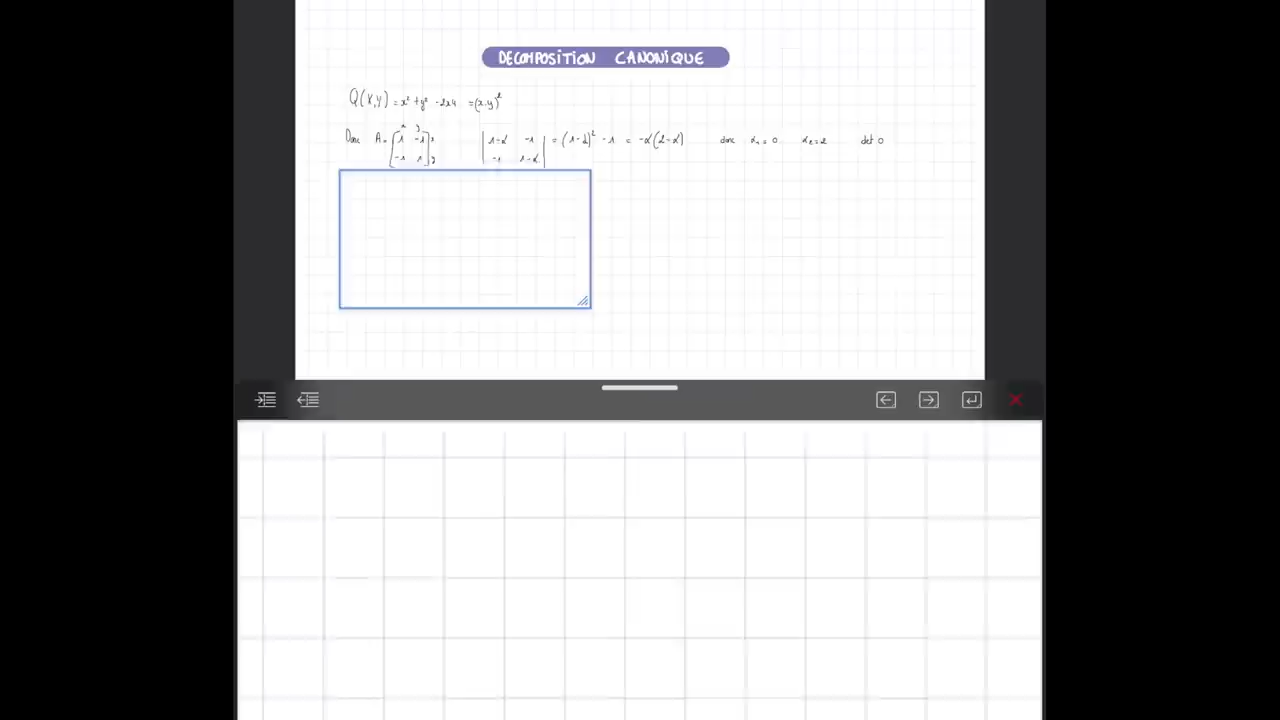 DECOMPOSITION CANONIQUE
Q(X,Y) = x² + y² - 2xy = (x-y)²
x y
Donc A = [1 -1] x |1-α -1| = (1-α)² - 1 = -α(2-α) donc α₁ = 0 α₂ = 2 det 0
[-1 1] y |-1 1-α|